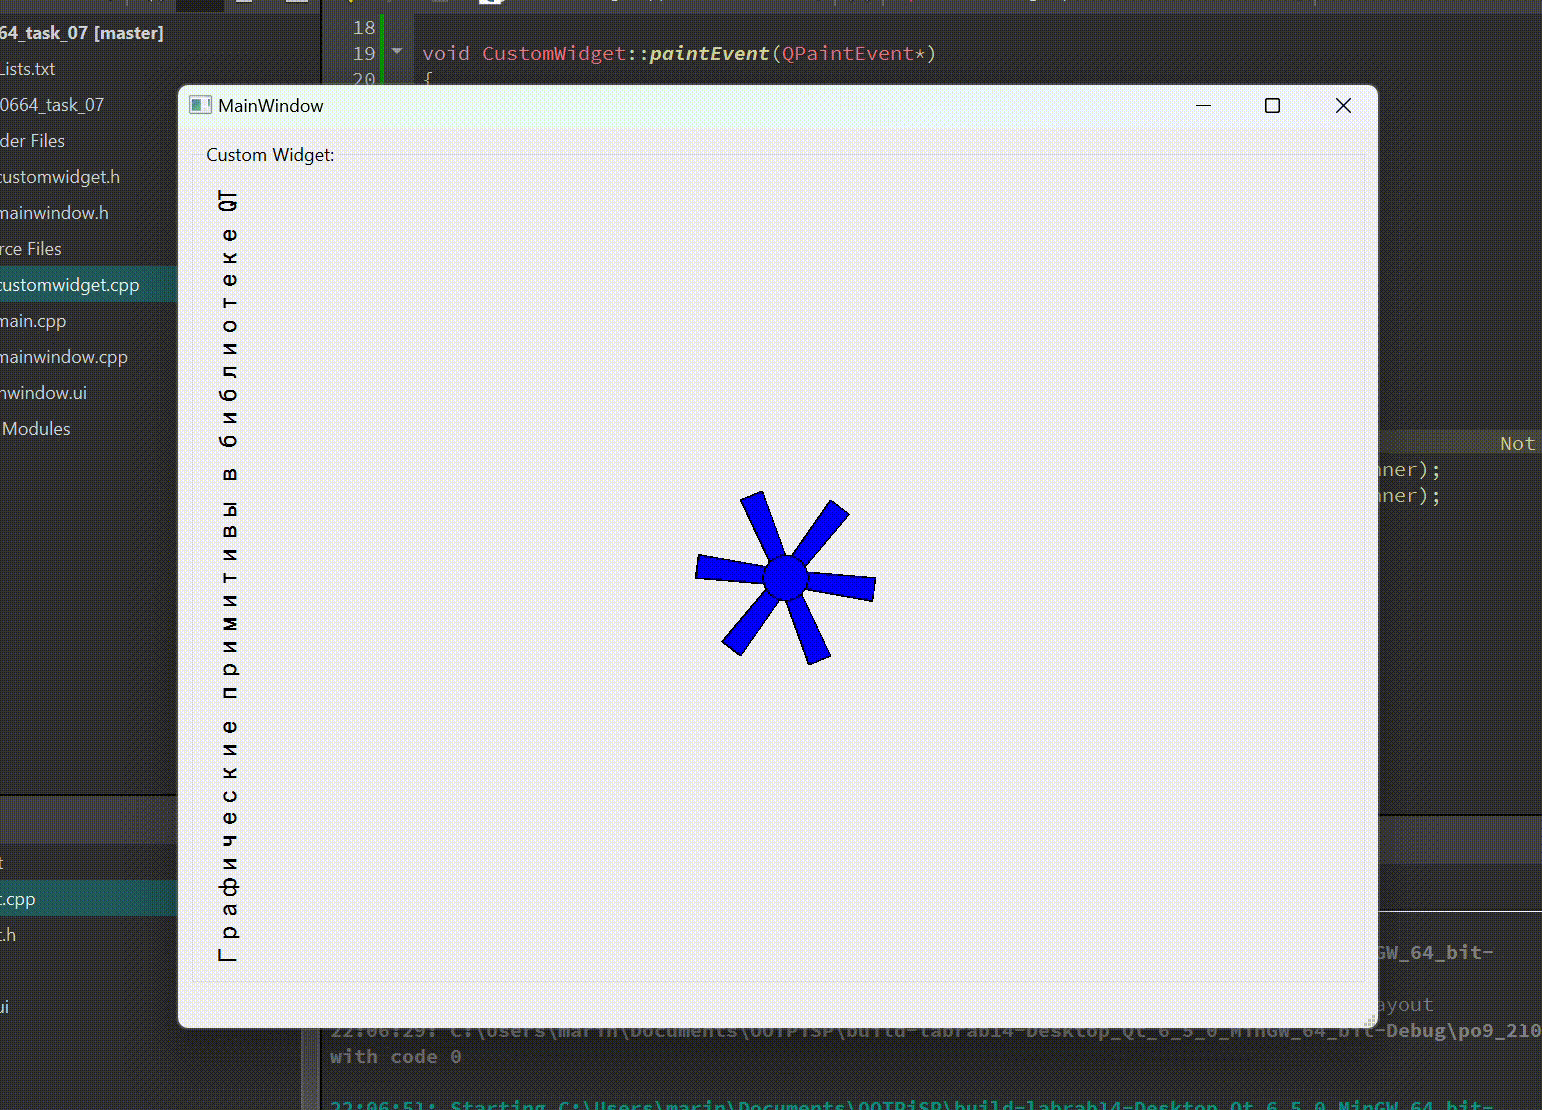 64_task_07 [master]
Lists.txt
0664_task_07
der Files
customwidget.h
mainwindow.h
rce Files
customwidget.cpp
main.cpp
mainwindow.cpp
nwindow.ui
Modules
18
19 void CustomWidget::paintEvent(QPaintEvent*)
20 {
MainWindow
Custom Widget:
Графические примитивы в библиотеке QT
Not
nner);
nner);
t
t.cpp
t.h
ui
GW_64_bit-
ayout
22:06:29: C:\Users\marin\Documents\OOTPiSP\build-labrab14-Desktop_Qt_6_5_0_MinGW_64_bit-Debug\po9_210
with code 0
22:06:51: Starting C:\Users\marin\Documents\OOTPiSP\build-labrab14-Desktop_Qt_6_5_0_MinGW_64_bit-